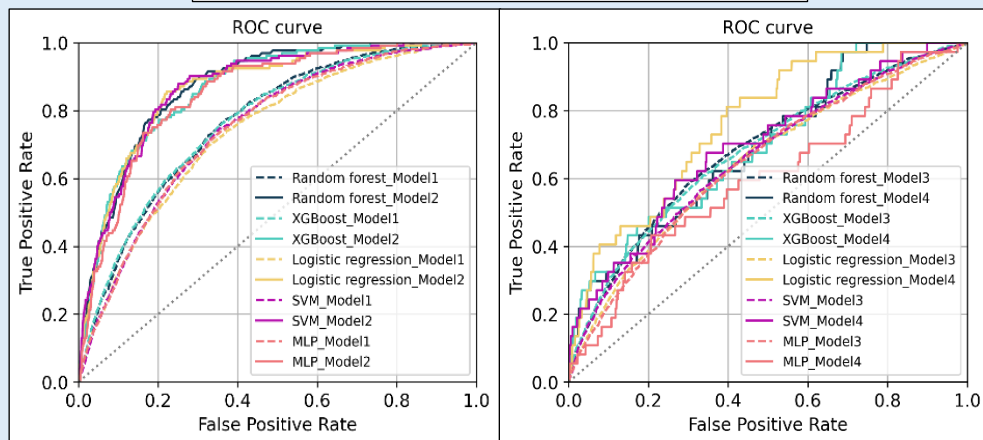 ROC curve
True Positive Rate
1.0
0.8
0.6
0.4
0.2
0.0
Random forest_Model1
Random forest_Model2
XGBoost_Model1
XGBoost_Model2
Logistic regression_Model1
Logistic regression_Model2
SVM_Model1
SVM_Model2
MLP_Model1
MLP_Model2
0.0 0.2 0.4 0.6 0.8 1.0
False Positive Rate
ROC curve
True Positive Rate
1.0
0.8
0.6
0.4
0.2
0.0
Random forest_Model3
Random forest_Model4
XGBoost_Model3
XGBoost_Model4
Logistic regression_Model3
Logistic regression_Model4
SVM_Model3
SVM_Model4
MLP_Model3
MLP_Model4
0.0 0.2 0.4 0.6 0.8 1.0
False Positive Rate